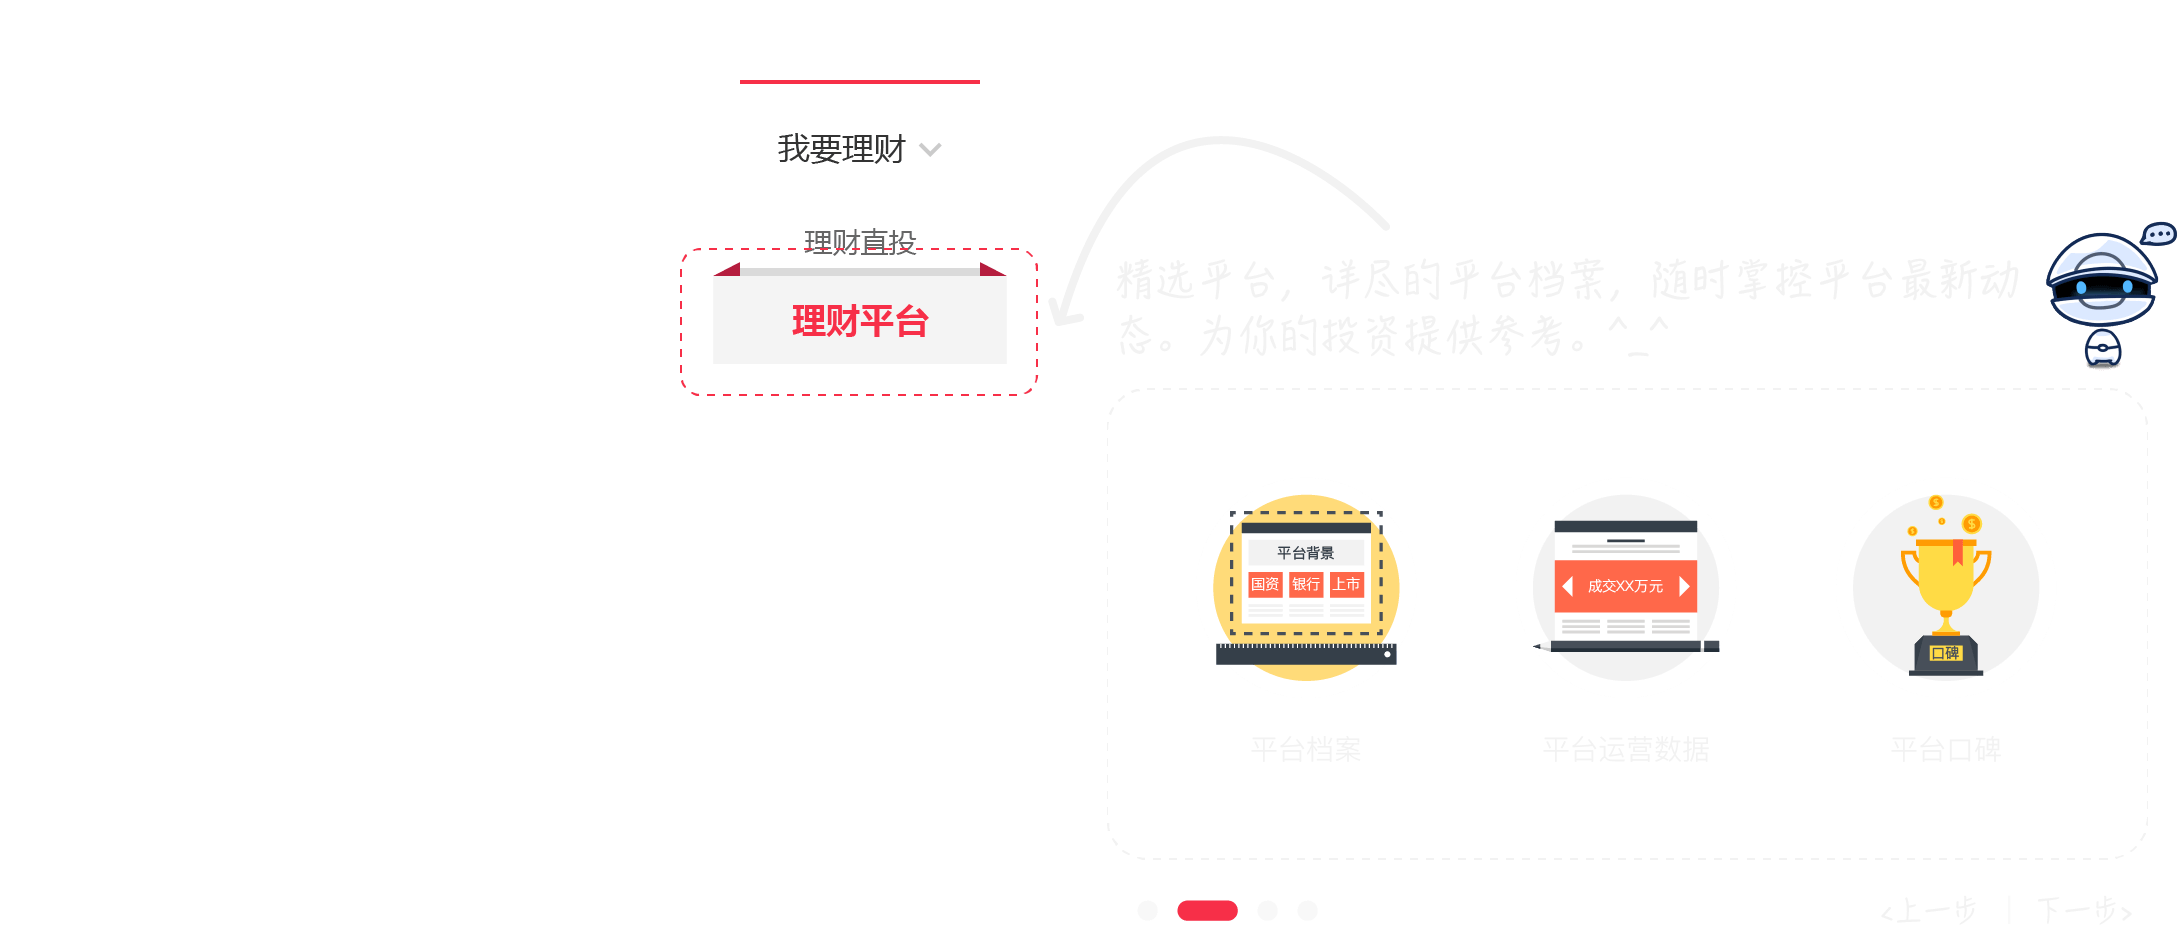 我要理财
理财直投
理财平台
精选平台，详尽的平台档案，随时掌控平台最新动
态。为你的投资提供参考。^_^
平台背景
国资 银行 上市
成交XX万元
口碑
平台档案 平台运营数据 平台口碑
<上一步 | 下一步>